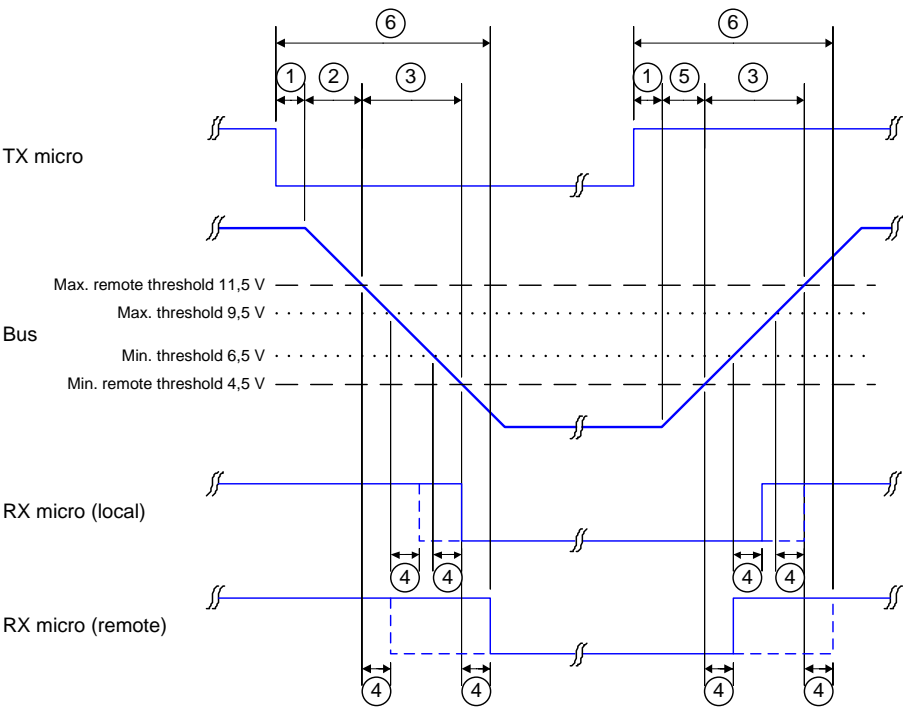 6 6
1 2 3 1 5 3
TX micro
Max. remote threshold 11,5 V
Max. threshold 9,5 V
Bus
Min. threshold 6,5 V
Min. remote threshold 4,5 V
RX micro (local)
4 4 4 4
RX micro (remote)
4 4 4 4